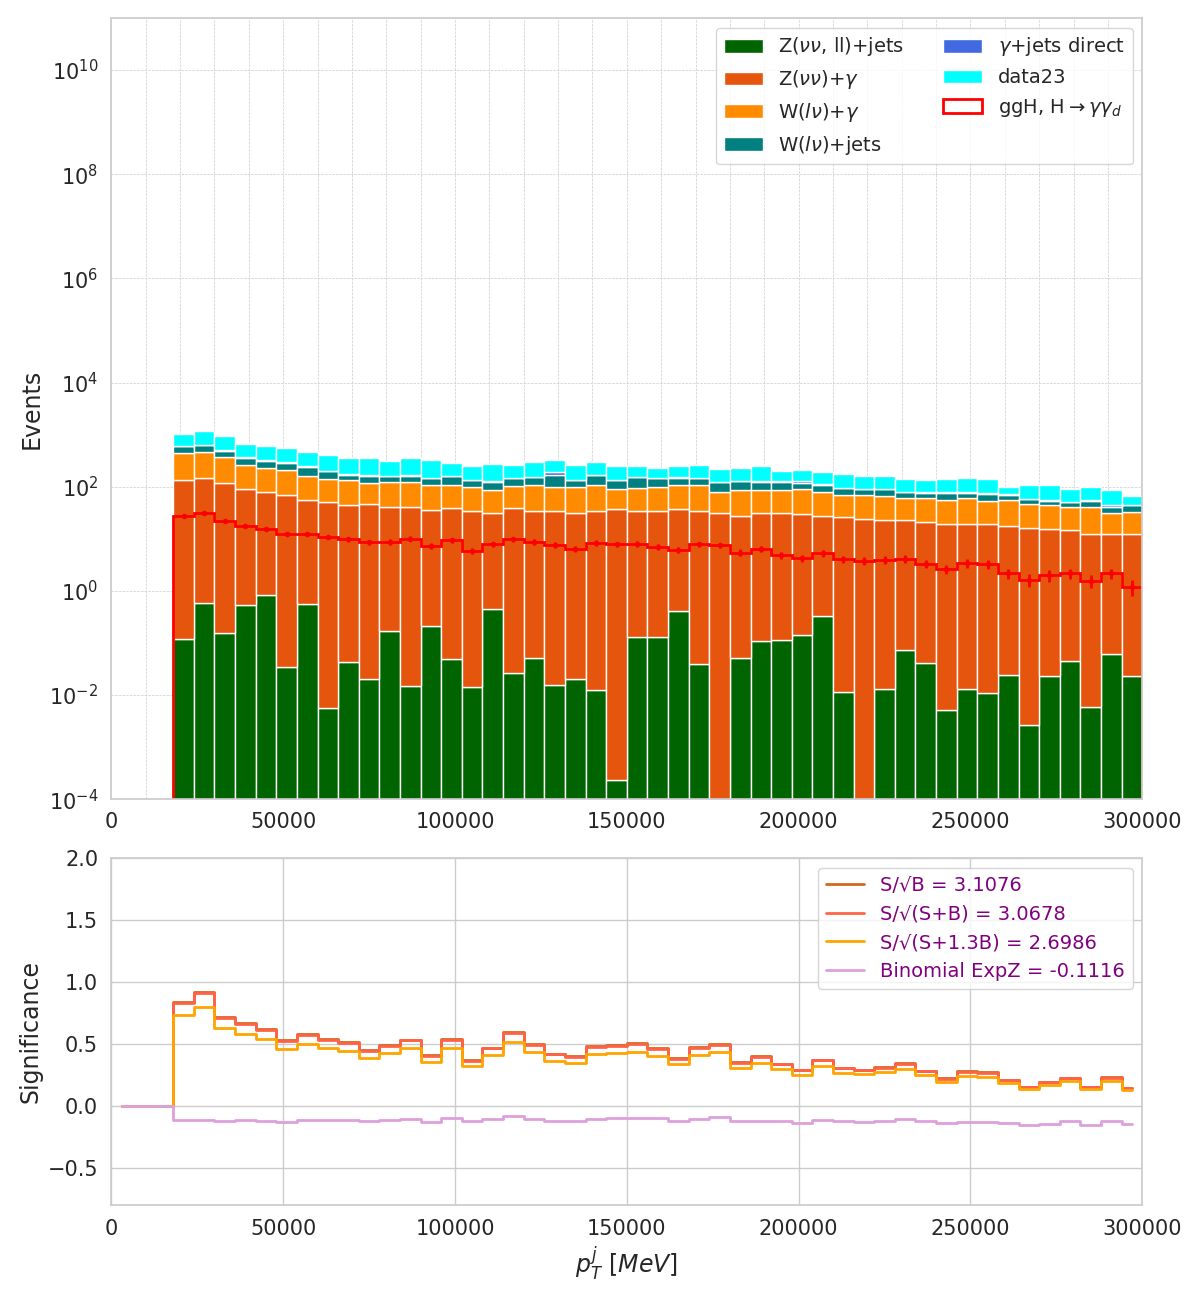 Z(νν, ll)+jets
Z(νν)+γ
W(lν)+γ
W(lν)+jets
γ+jets direct
data23
ggH, H→γγ_d
Events
10^10
10^8
10^6
10^4
10^2
10^0
10^−2
10^−4
0 50000 100000 150000 200000 250000 300000
S/√B = 3.1076
S/√(S+B) = 3.0678
S/√(S+1.3B) = 2.6986
Binomial ExpZ = -0.1116
Significance
2.0
1.5
1.0
0.5
0.0
−0.5
0 50000 100000 150000 200000 250000 300000
p_T^j [MeV]